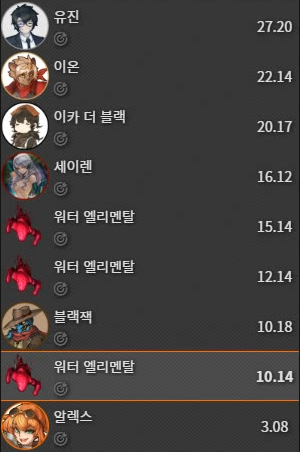 유진
27.20
이온
22.14
이카 더 블랙
20.17
세이렌
16.12
워터 엘리멘탈
15.14
워터 엘리멘탈
12.14
블랙잭
10.18
워터 엘리멘탈
10.14
알렉스
3.08